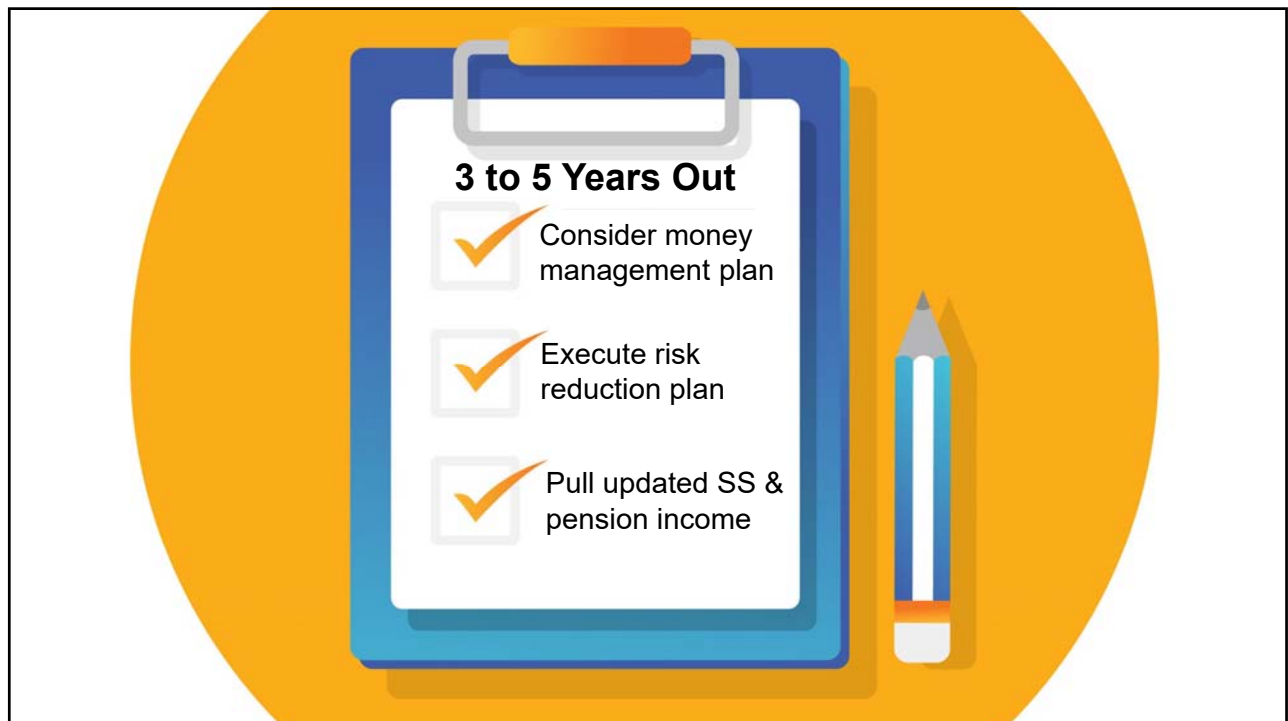 3 to 5 Years Out
Consider money
management plan
Execute risk
reduction plan
Pull updated SS &
pension income